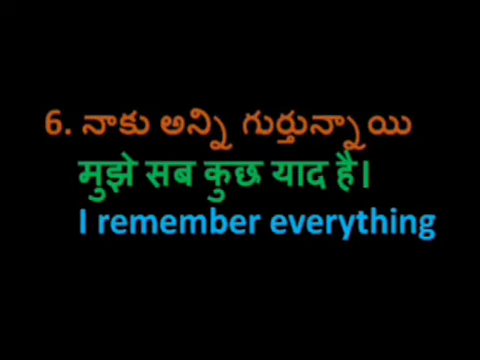 6. నాకు అన్ని గుర్తున్నాయి
मुझे सब कुछ याद है।
I remember everything